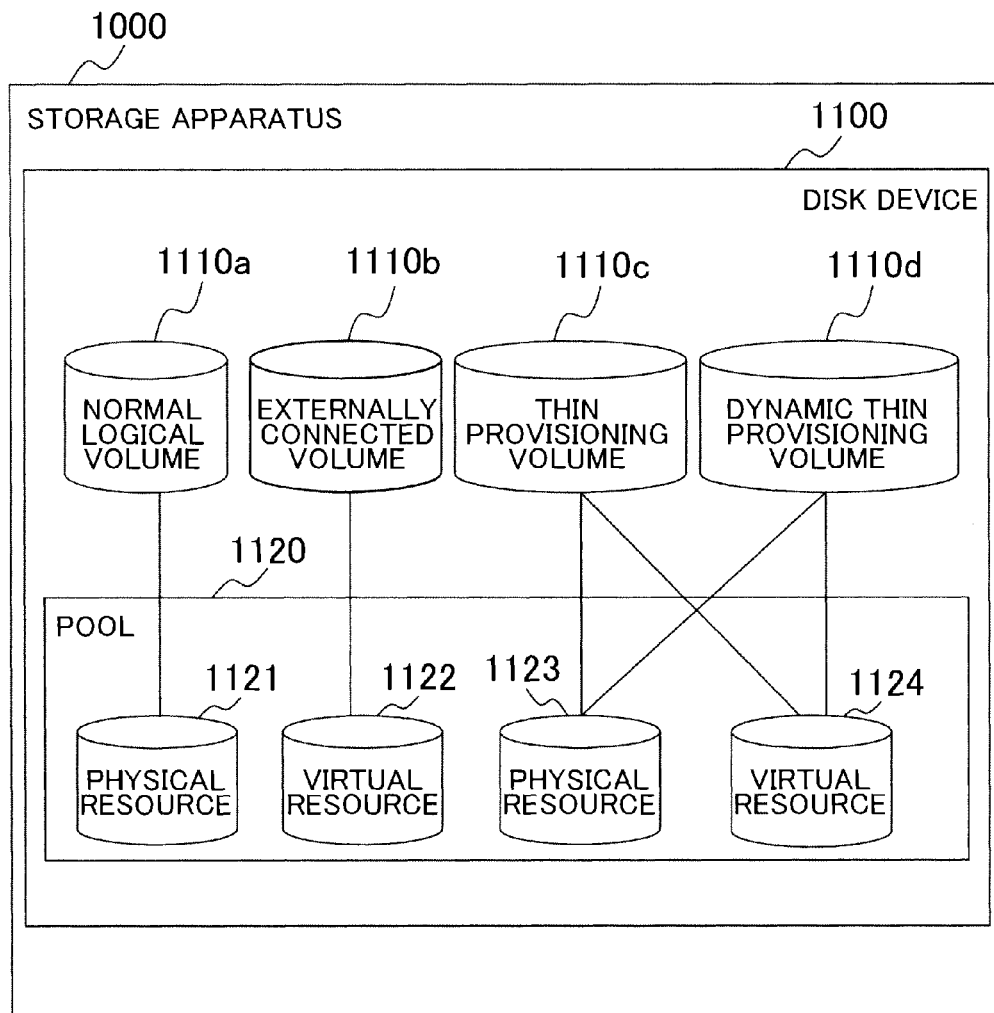 1000
STORAGE APPARATUS
1100
DISK DEVICE
1110a
1110b
1110c
1110d
NORMAL
LOGICAL
VOLUME
EXTERNALLY
CONNECTED
VOLUME
THIN
PROVISIONING
VOLUME
DYNAMIC THIN
PROVISIONING
VOLUME
1120
POOL
1121
1122
1123
1124
PHYSICAL
RESOURCE
VIRTUAL
RESOURCE
PHYSICAL
RESOURCE
VIRTUAL
RESOURCE